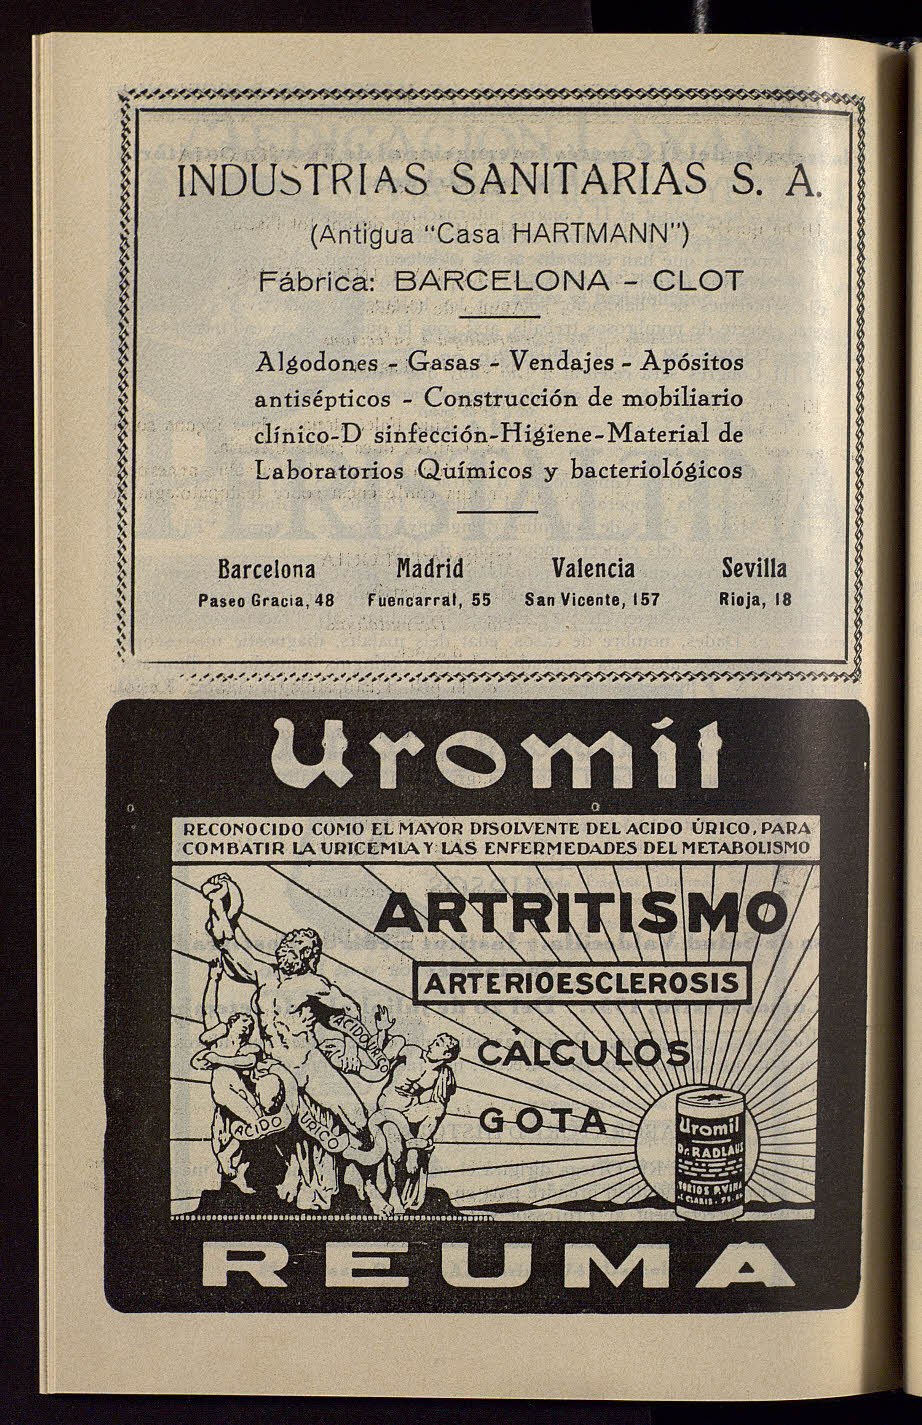 INDUSTRIAS SANITARIAS S. A.
(Antigua “Casa HARTMANN”)
Fábrica: BARCELONA - CLOT
Algodones - Gasas - Vendajes - Apósitos
antisépticos - Construcción de mobiliario
clínico-D sinfección-Higiene-Material de
Laboratorios Químicos y bacteriológicos
Barcelona Madrid Valencia Sevilla
Paseo Gracia, 48 Fuencarral, 55 San Vicente, 157 Rioja, 18
Uromil
RECONOCIDO COMO EL MAYOR DISOLVENTE DEL ACIDO ÚRICO, PARA
COMBATIR LA URICÉMIA Y LAS ENFERMEDADES DEL METABOLISMO
ARTRITISMO
ARTERIOESCLEROSIS
ACIDO URICO
CÁLCULOS
GOTA
ACIDO URICO
Uromil
Dr. RADLAUE
REUMA